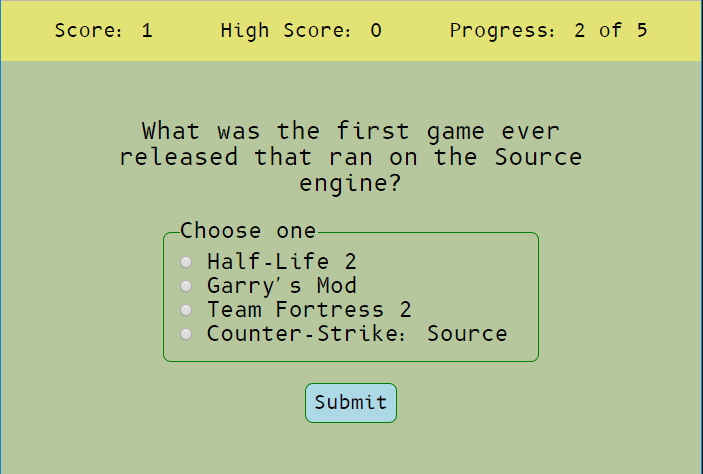 Score: 1 High Score: 0 Progress: 2 of 5
What was the first game ever
released that ran on the Source
engine?
Choose one
Half-Life 2
Garry's Mod
Team Fortress 2
Counter-Strike: Source
Submit